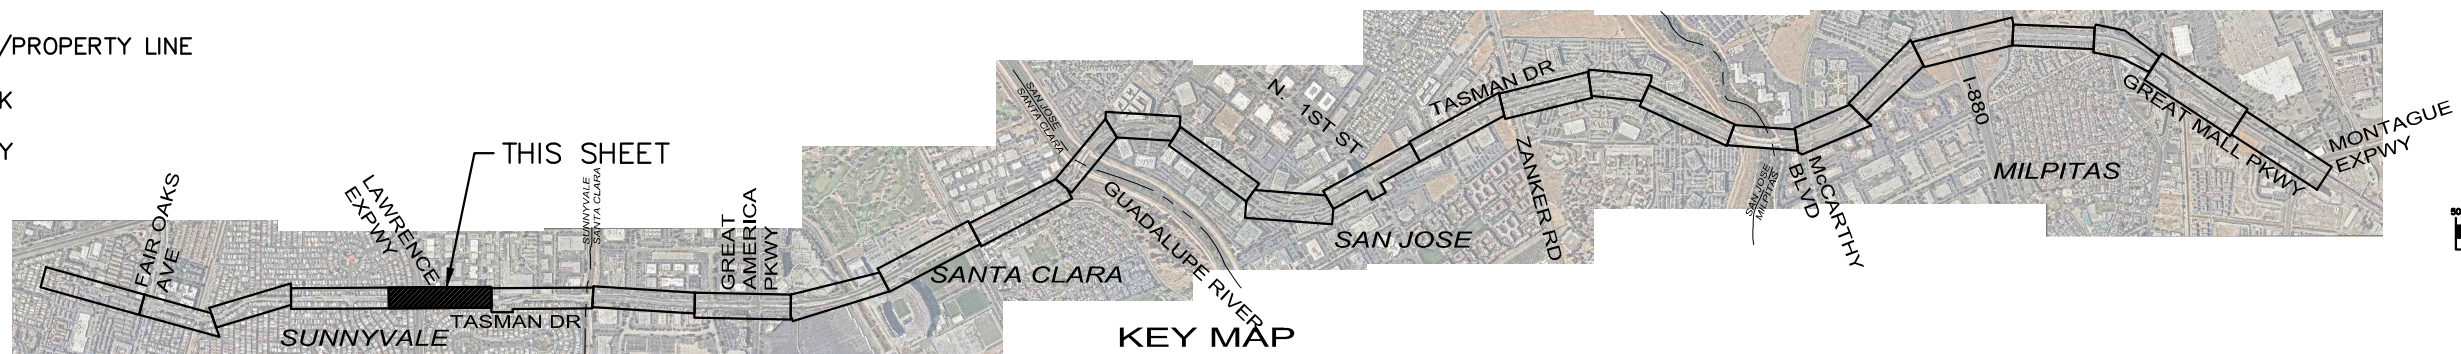 /PROPERTY LINE
K
Y
THIS SHEET
FAIR OAKS
AVE
LAWRENCE
EXPWY
SUNNYVALE
SANTA CLARA
GREAT
AMERICA
PKWY
TASMAN DR
SUNNYVALE
SANTA CLARA
SAN JOSE
SANTA CLARA
GUADALUPE RIVER
N. 1ST ST
TASMAN DR
SAN JOSE
ZANKER RD
SAN JOSE
MILPITAS
McCARTHY
BLVD
I-880
MILPITAS
GREAT MALL PKWY
MONTAGUE
EXPWY
50
KEY MAP